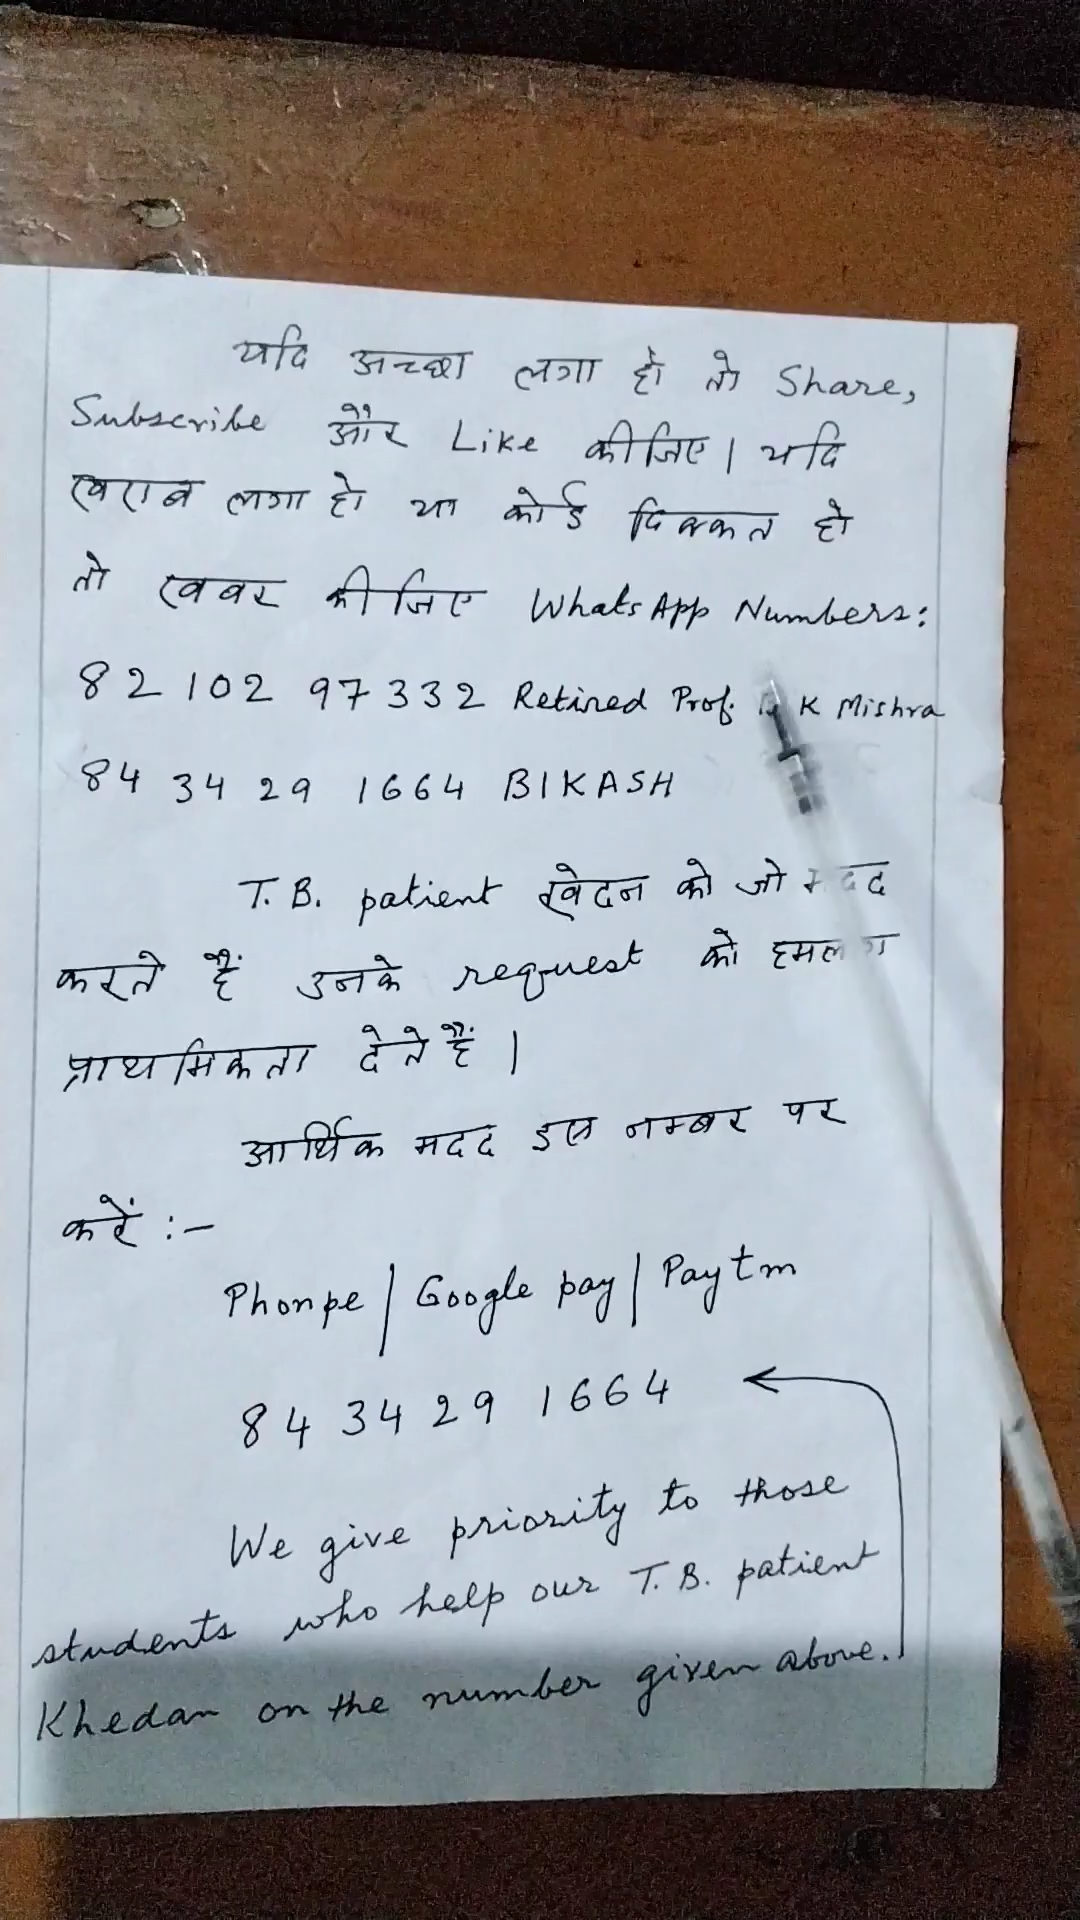 यदि अच्छा लगा हो तो Share,
Subscribe और Like कीजिए। यदि
खराब लगा हो या कोई दिक्कत हो
तो खबर कीजिए WhatsApp Numbers:
82 102 97 332 Retired Prof. K Mishra
84 34 29 1664 BIKASH
T. B. patient खेदन को जो मदद
करते हैं उनके request को हमलोग
प्राथमिकता देते हैं।
आर्थिक मदद इस नम्बर पर
करें :-
Phonpe | Google pay | Paytm
84 34 29 1664
We give priority to those
students who help our T. B. patient
Khedan on the number given above.